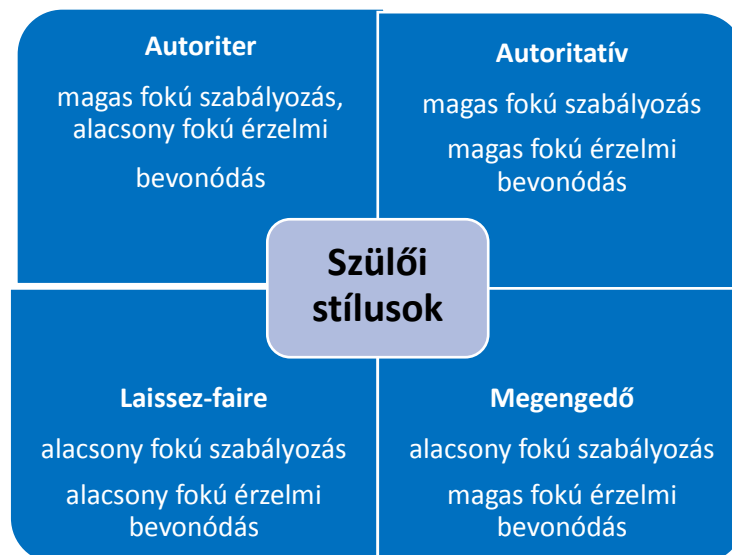 Autoriter
magas fokú szabályozás,
alacsony fokú érzelmi
bevonódás
Autoritatív
magas fokú szabályozás
magas fokú érzelmi
bevonódás
Szülői
stílusok
Laissez-faire
alacsony fokú szabályozás
alacsony fokú érzelmi
bevonódás
Megengedő
alacsony fokú szabályozás
magas fokú érzelmi
bevonódás